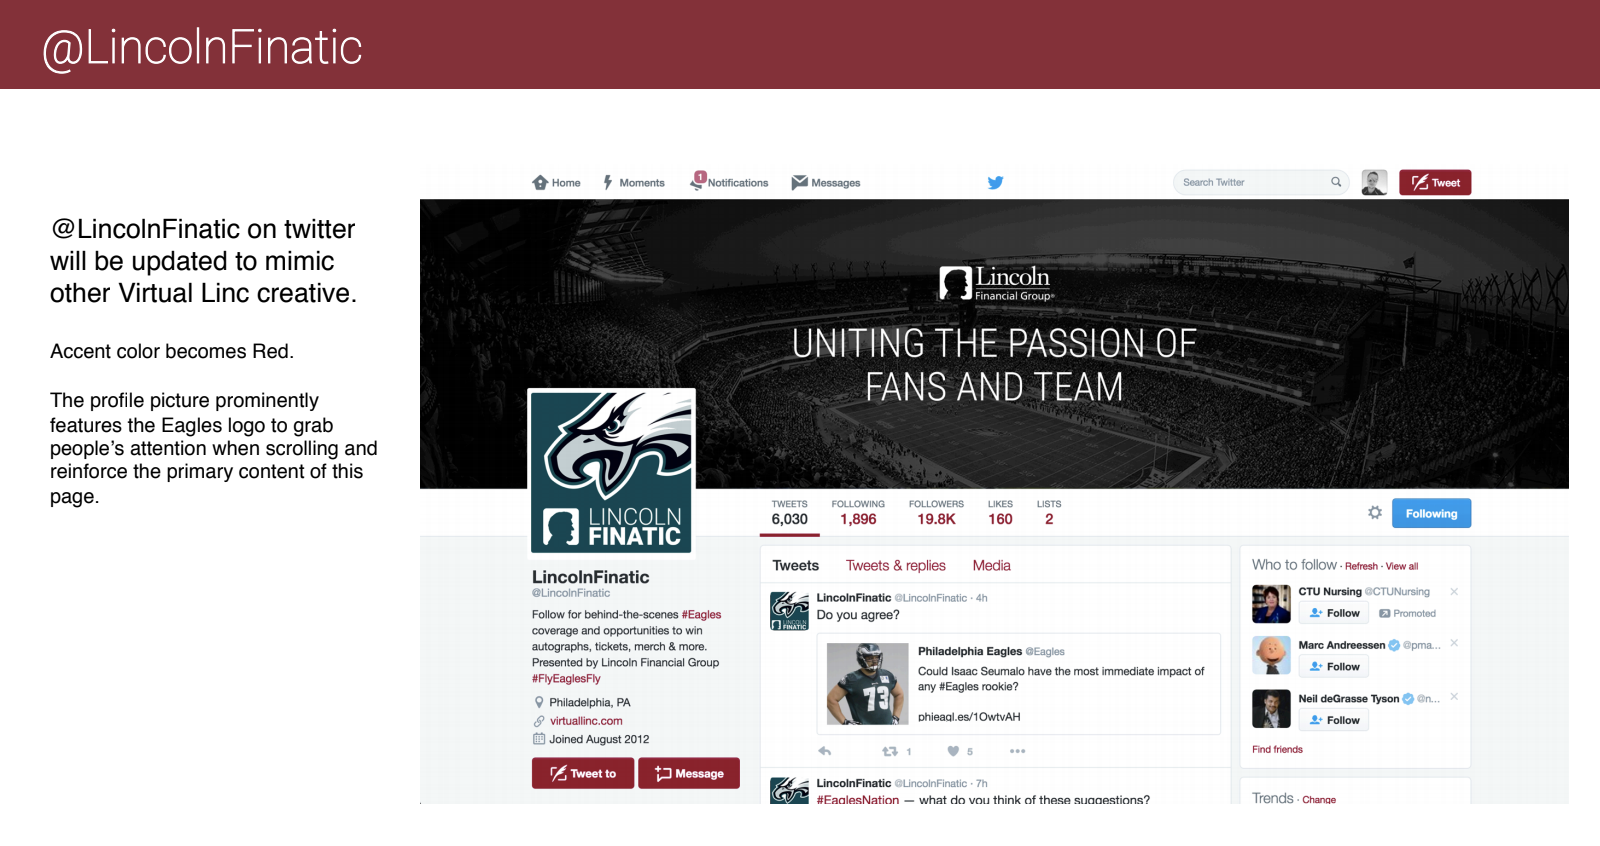 @LincolnFinatic
@LincolnFinatic on twitter
will be updated to mimic
other Virtual Linc creative.
Accent color becomes Red.
The profile picture prominently
features the Eagles logo to grab
people's attention when scrolling and
reinforce the primary content of this
page.
Home
Moments
1
Notifications
Messages
Search Twitter
Tweet
Lincoln
Financial Group®
UNITING THE PASSION OF
FANS AND TEAM
LINCOLN
FINATIC
TWEETS
6,030
FOLLOWING
1,896
FOLLOWERS
19.8K
LIKES
160
LISTS
2
Following
LincolnFinatic
@LincolnFinatic
Follow for behind-the-scenes #Eagles
coverage and opportunities to win
autographs, tickets, merch & more.
Presented by Lincoln Financial Group
#FlyEaglesFly
Philadelphia, PA
virtuallinc.com
Joined August 2012
Tweet to
Message
Tweets
Tweets & replies
Media
LINCOLN
FINATIC
LincolnFinatic @LincolnFinatic · 4h
Do you agree?
73
Philadelphia Eagles @Eagles
Could Isaac Seumalo have the most immediate impact of
any #Eagles rookie?
phieagl.es/1OwtvAH
1
5
•••
LincolnFinatic @LincolnFinatic · 7h
#EaglesNation — what do you think of these suggestions?
Who to follow · Refresh · View all
CTU Nursing @CTUNursing
Follow
Promoted
Marc Andreessen @pma...
Follow
Neil deGrasse Tyson @n...
Follow
Find friends
Trends · Change